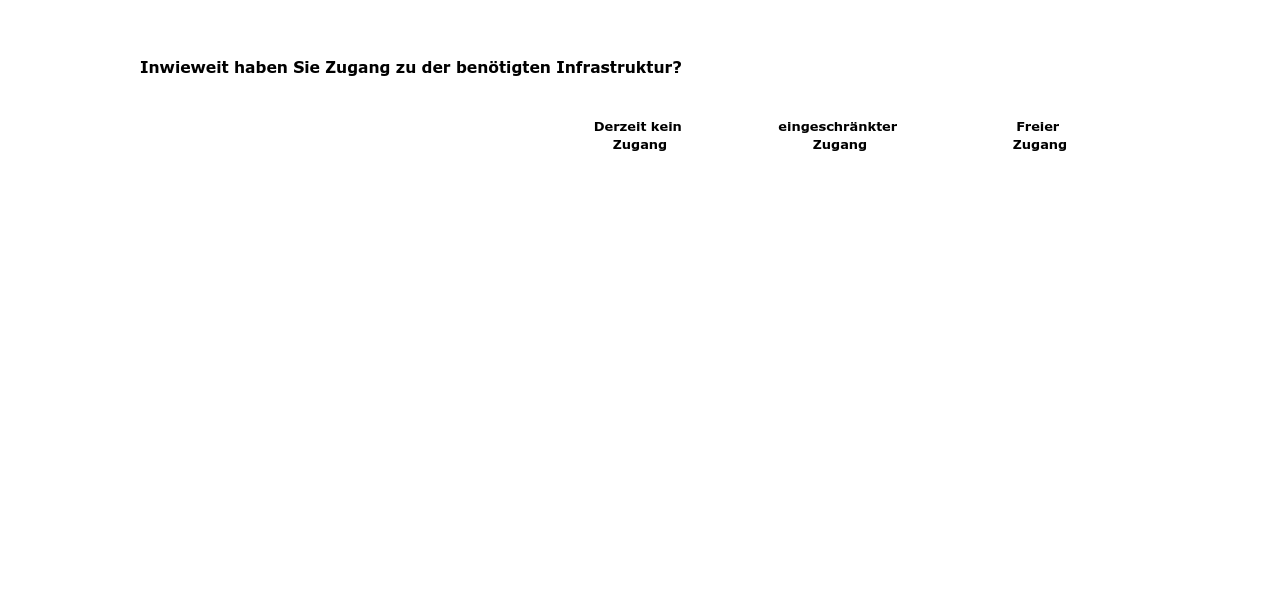 Inwieweit haben Sie Zugang zu der benötigten Infrastruktur?
Derzeit kein
Zugang
eingeschränkter
Zugang
Freier
Zugang